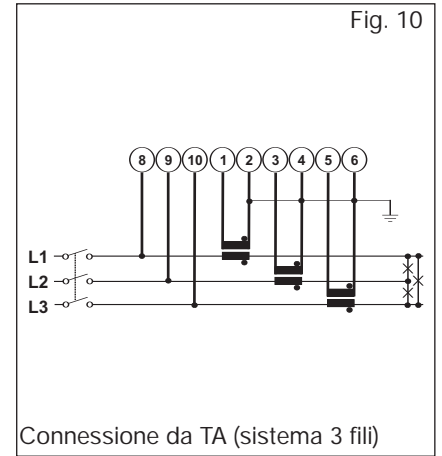 Fig. 10
8 9 10 1 2 3 4 5 6
L1
L2
L3
Connessione da TA (sistema 3 fili)